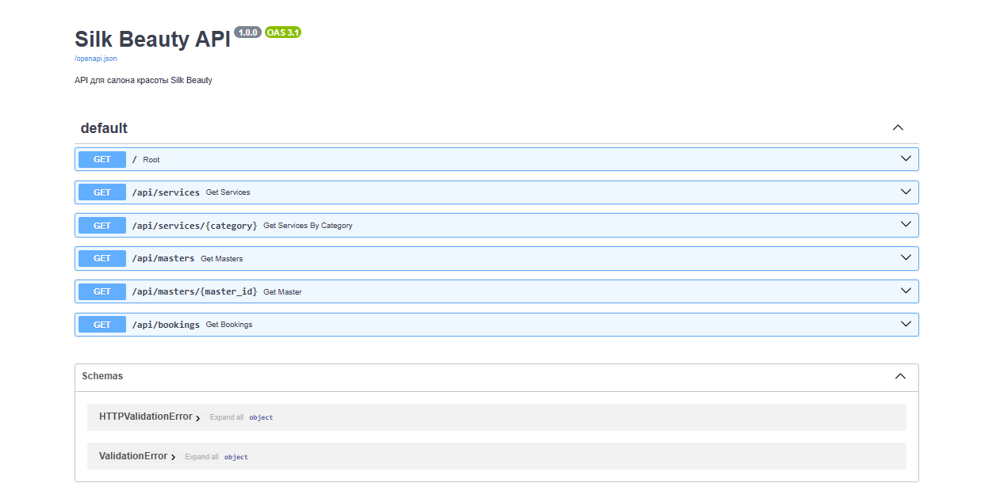 Silk Beauty API 1.0.0 OAS 3.1
/openapi.json
API для салона красоты Silk Beauty
default
GET / Root
GET /api/services Get Services
GET /api/services/{category} Get Services By Category
GET /api/masters Get Masters
GET /api/masters/{master_id} Get Master
GET /api/bookings Get Bookings
Schemas
HTTPValidationError Expand all object
ValidationError Expand all object